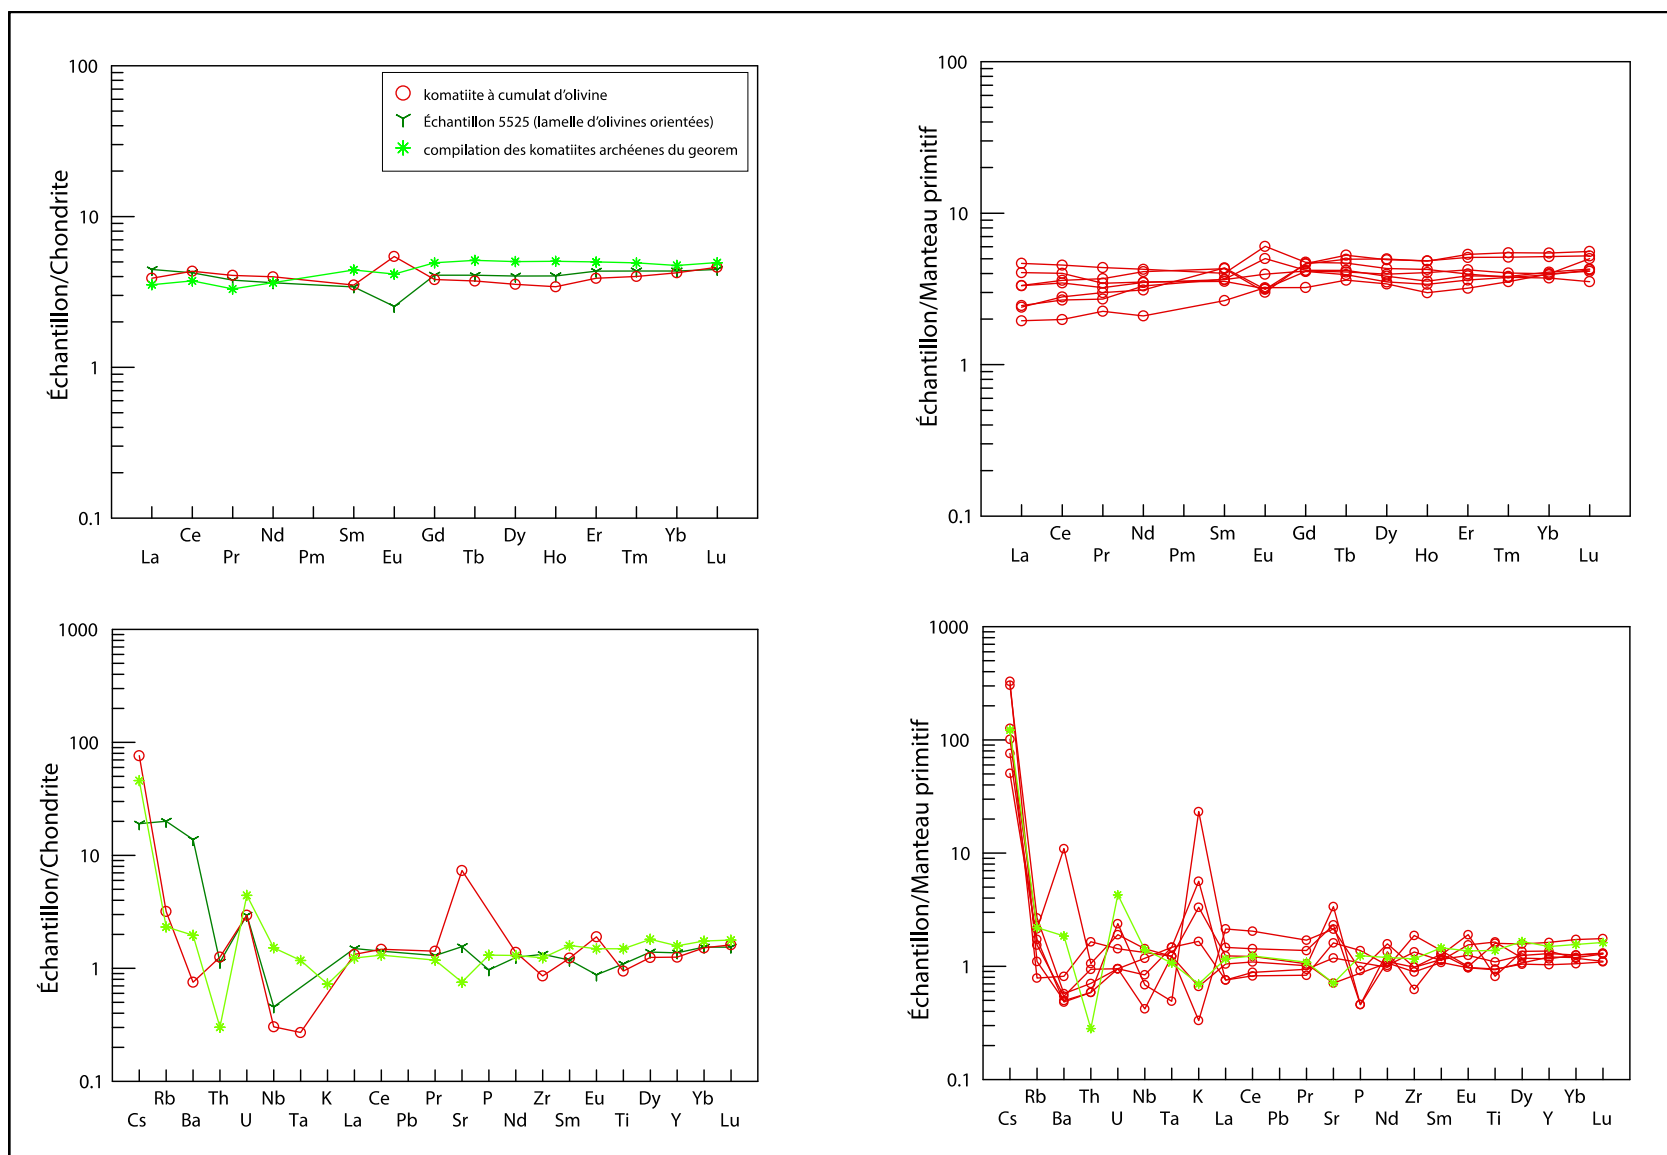 Échantillon/Chondrite
100
10
1
0.1
komatiite à cumulat d'olivine
Échantillon 5525 (lamelle d'olivines orientées)
compilation des komatiites archéenes du georem
Ce Nd Sm Gd Dy Er Yb
La Pr Pm Eu Tb Ho Tm Lu
Échantillon/Manteau primitif
100
10
1
0.1
Ce Nd Sm Gd Dy Er Yb
La Pr Pm Eu Tb Ho Tm Lu
Échantillon/Chondrite
1000
100
10
1
0.1
Rb Th Nb K Ce Pr P Zr Eu Dy Yb
Cs Ba U Ta La Pb Sr Nd Sm Ti Y Lu
Échantillon/Manteau primitif
1000
100
10
1
0.1
Rb Th Nb K Ce Pr P Zr Eu Dy Yb
Cs Ba U Ta La Pb Sr Nd Sm Ti Y Lu